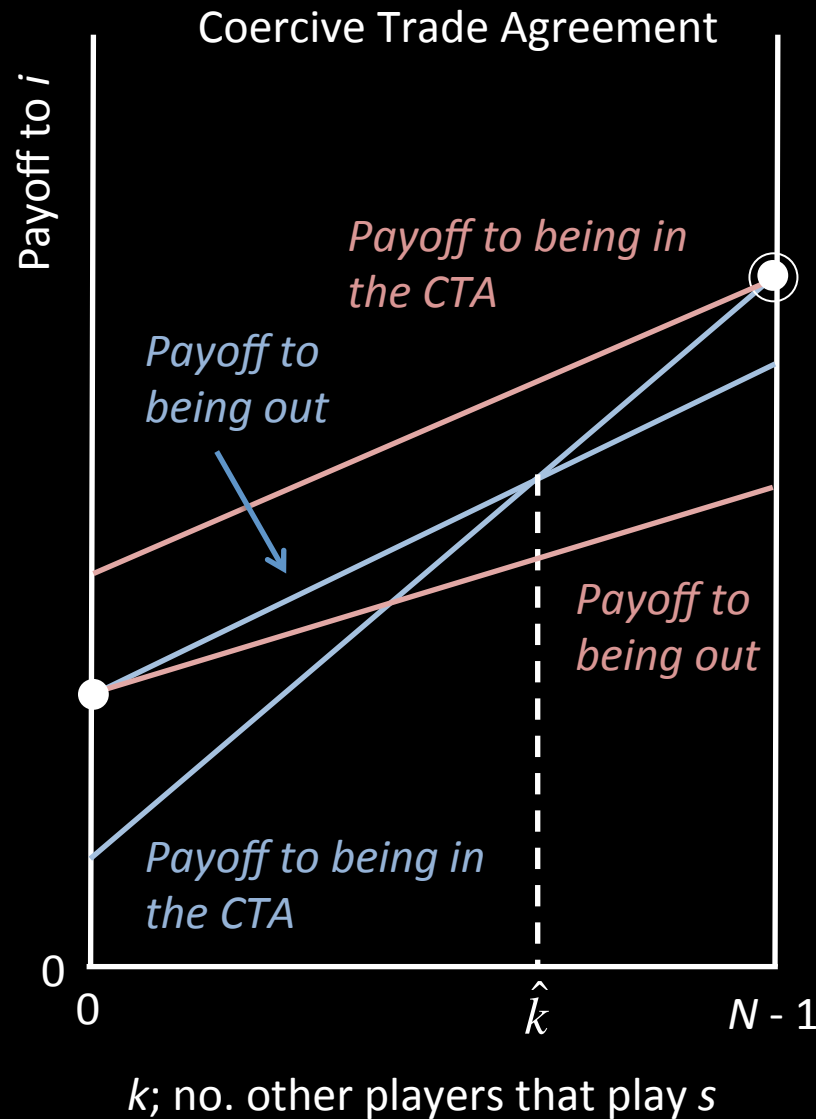 Coercive Trade Agreement
Payoff to i
Payoff to being in
the CTA
Payoff to
being out
Payoff to
being out
Payoff to being in
the CTA
0
0
k̂
N - 1
k; no. other players that play s